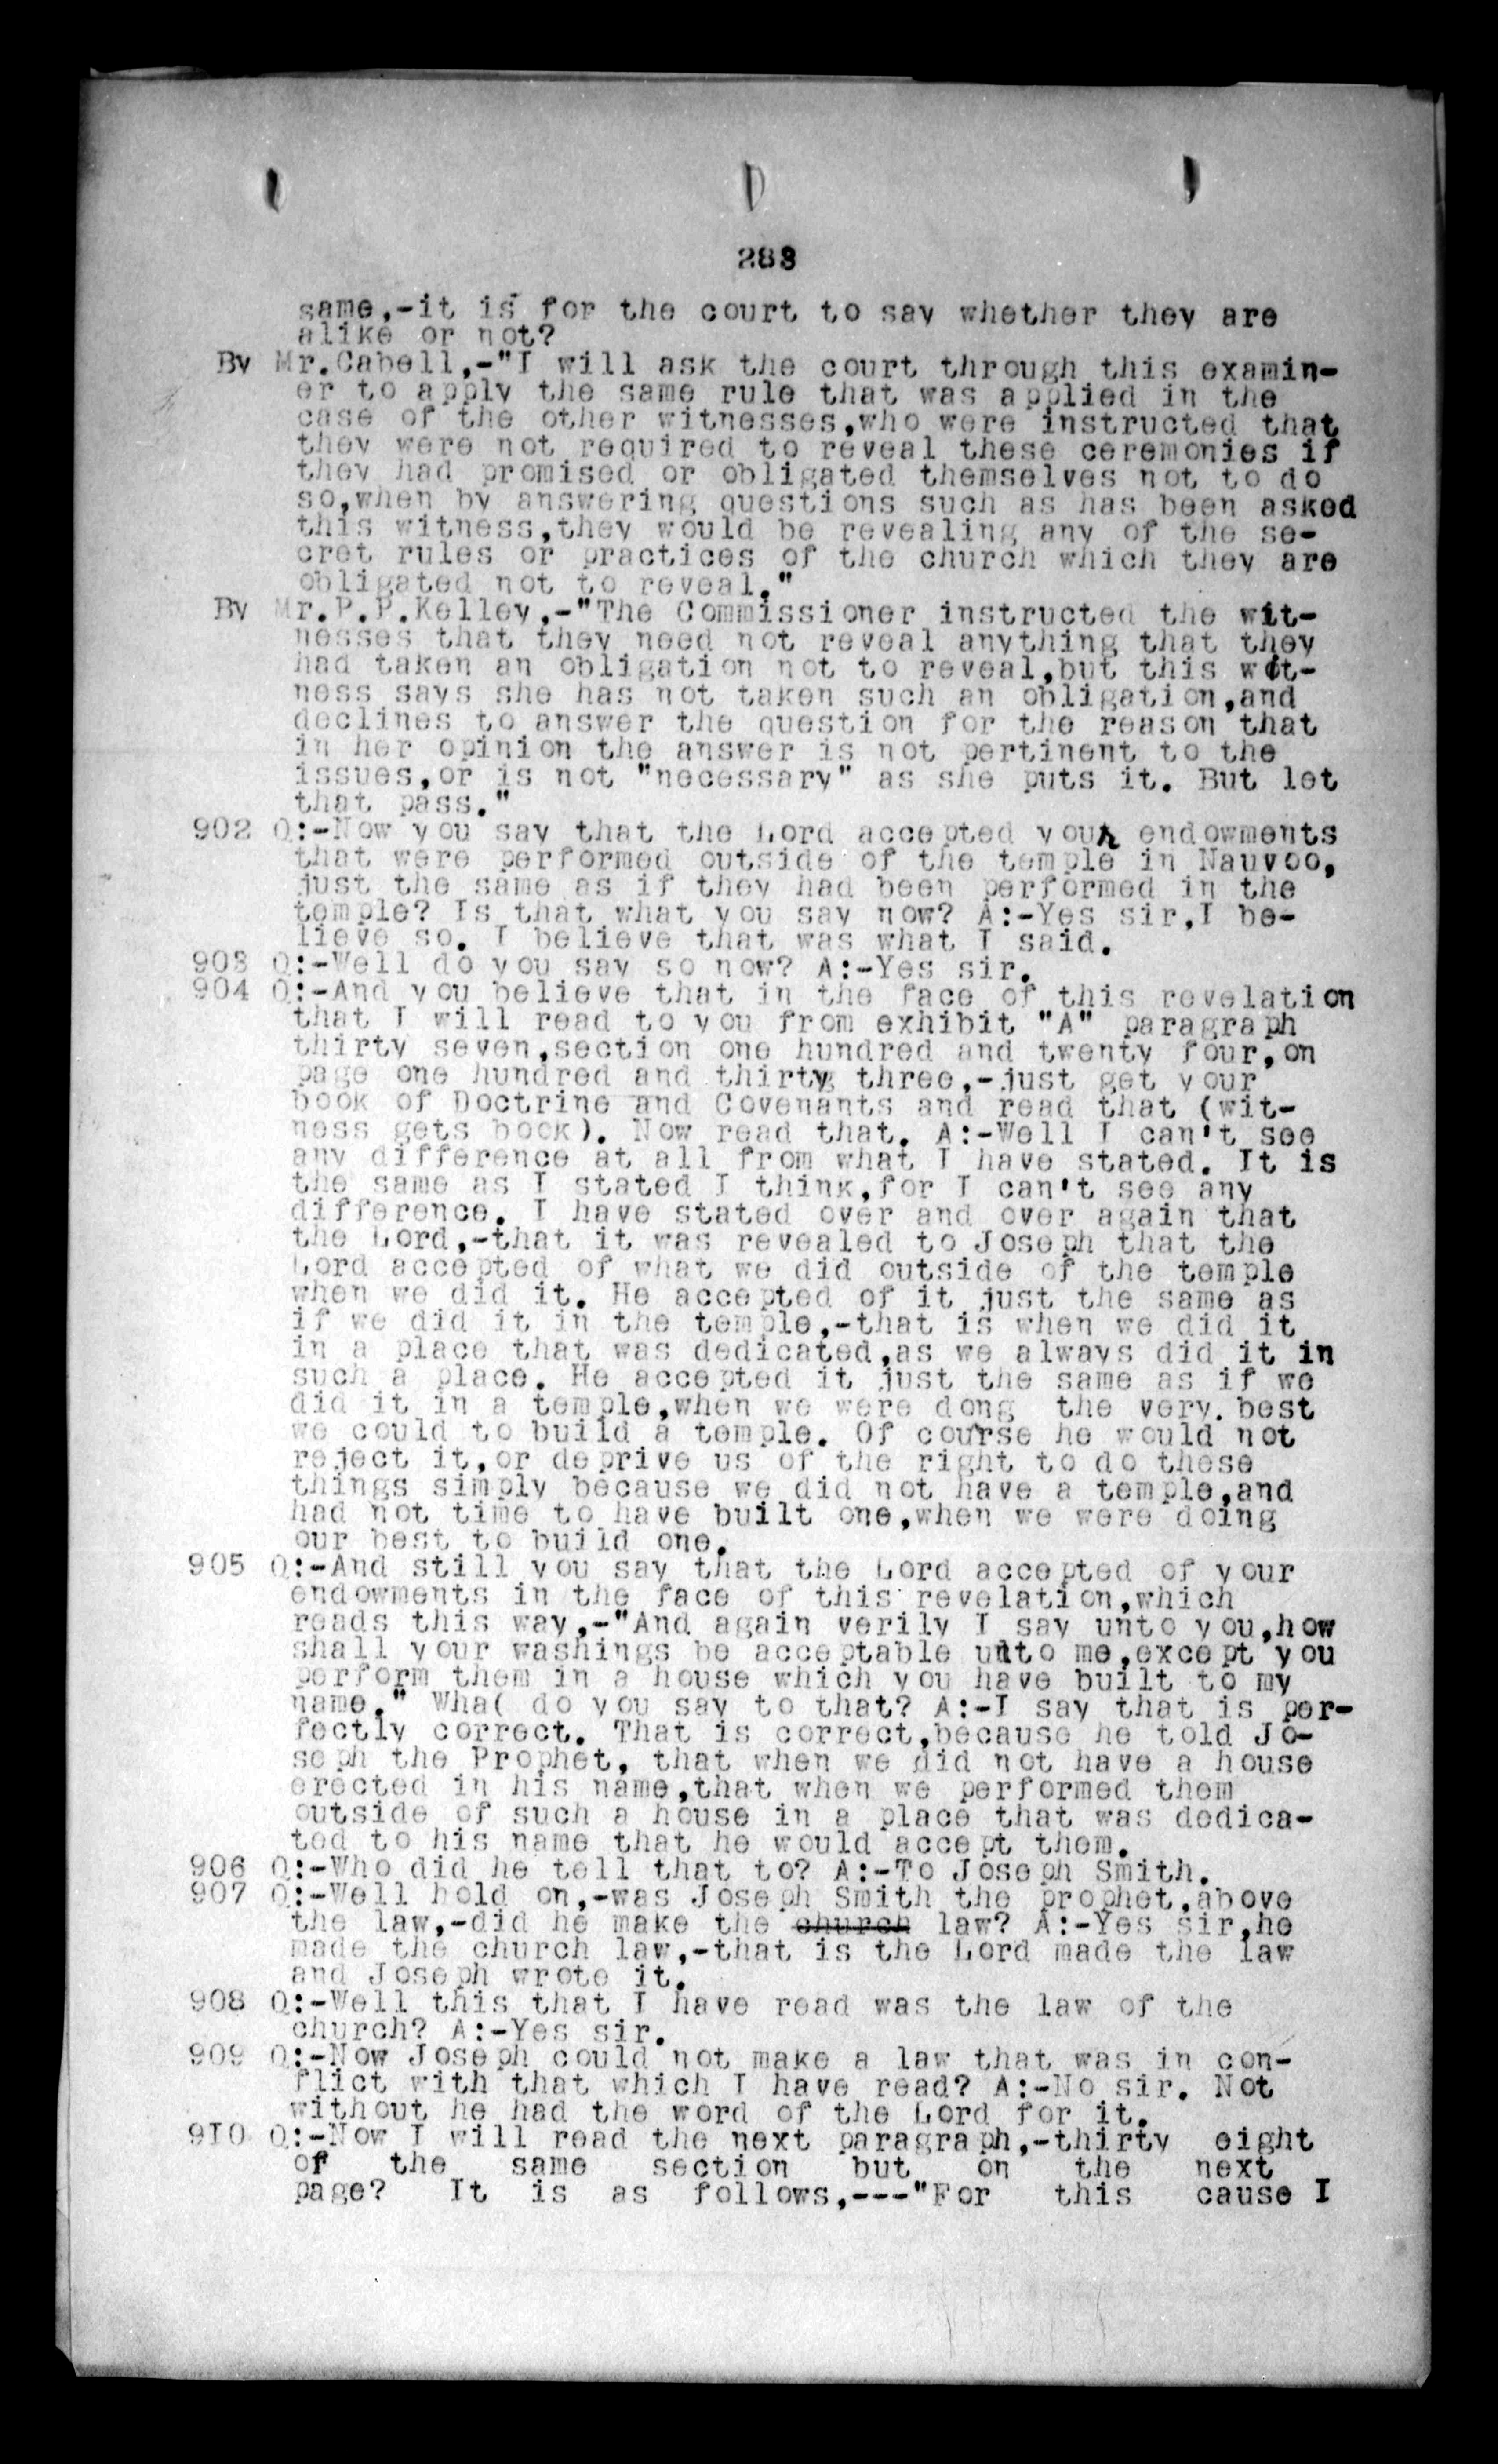 283
same,-it is for the court to say whether they are
alike or not?
By Mr.Cabell,-"I will ask the court through this examin-
er to apply the same rule that was applied in the
case of the other witnesses,who were instructed that
they were not required to reveal these ceremonies if
they had promised or obligated themselves not to do
so,when by answering questions such as has been asked
this witness,they would be revealing any of the se-
cret rules or practices of the church which they are
obligated not to reveal."
By Mr.P.P.Kelley,-"The Commissioner instructed the wit-
nesses that they need not reveal anything that they
had taken an obligation not to reveal,but this wit-
ness says she has not taken such an obligation,and
declines to answer the question for the reason that
in her opinion the answer is not pertinent to the
issues,or is not "necessary" as she puts it. But let
that pass."
902 Q:-Now you say that the Lord accepted your endowments
that were performed outside of the temple in Nauvoo,
just the same as if they had been performed in the
temple? Is that what you say now? A:-Yes sir,I be-
lieve so. I believe that was what I said.
903 Q:-Well do you say so now? A:-Yes sir.
904 Q:-And you believe that in the face of this revelation
that I will read to you from exhibit "A" paragraph
thirty seven,section one hundred and twenty four,on
page one hundred and thirty three,-just get your
book of Doctrine and Covenants and read that (wit-
ness gets book). Now read that. A:-Well I can't see
any difference at all from what I have stated. It is
the same as I stated I think,for I can't see any
difference. I have stated over and over again that
the Lord,-that it was revealed to Joseph that the
Lord accepted of what we did outside of the temple
when we did it. He accepted of it just the same as
if we did it in the temple,-that is when we did it
in a place that was dedicated,as we always did it in
such a place. He accepted it just the same as if we
did it in a temple,when we were dong the very. best
we could to build a temple. Of course he would not
reject it,or deprive us of the right to do these
things simply because we did not have a temple,and
had not time to have built one,when we were doing
our best to build one.
905 Q:-And still you say that the Lord accepted of your
endowments in the face of this revelation,which
reads this way,-"And again verily I say unto you,how
shall your washings be acceptable unto me,except you
perform them in a house which you have built to my
name." Wha( do you say to that? A:-I say that is per-
fectly correct. That is correct,because he told Jo-
seph the Prophet, that when we did not have a house
erected in his name,that when we performed them
outside of such a house in a place that was dedica-
ted to his name that he would accept them.
906 Q:-Who did he tell that to? A:-To Joseph Smith.
907 Q:-Well hold on,-was Joseph Smith the prophet,above
the law,-did he make the church law? A:-Yes sir,he
made the church law,-that is the Lord made the law
and Joseph wrote it.
908 Q:-Well this that I have read was the law of the
church? A:-Yes sir.
909 Q:-Now Joseph could not make a law that was in con-
flict with that which I have read? A:-No sir. Not
without he had the word of the Lord for it.
9I0 Q:-Now I will read the next paragraph,-thirty eight
of the same section but on the next
page? It is as follows,---"For this cause I